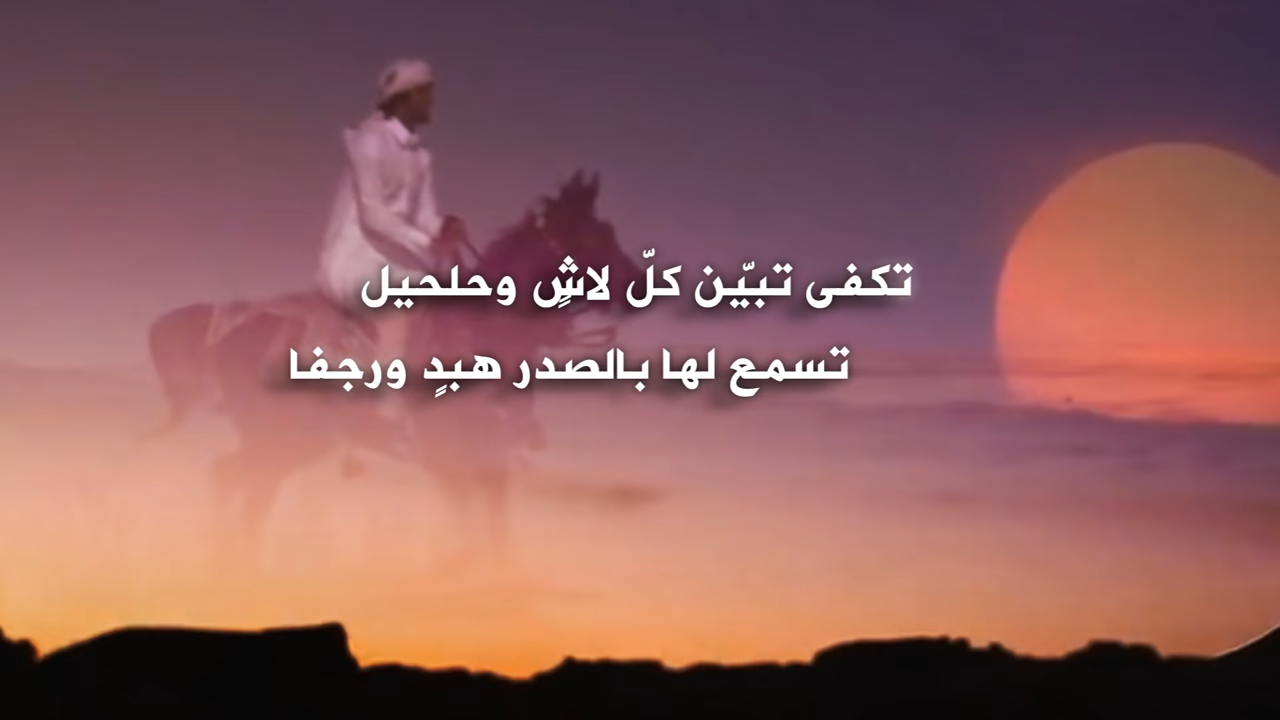 تكفى تبيّن كلّ لاشٍ وحلحيل
تسمع لها بالصدر هبدٍ ورجفا